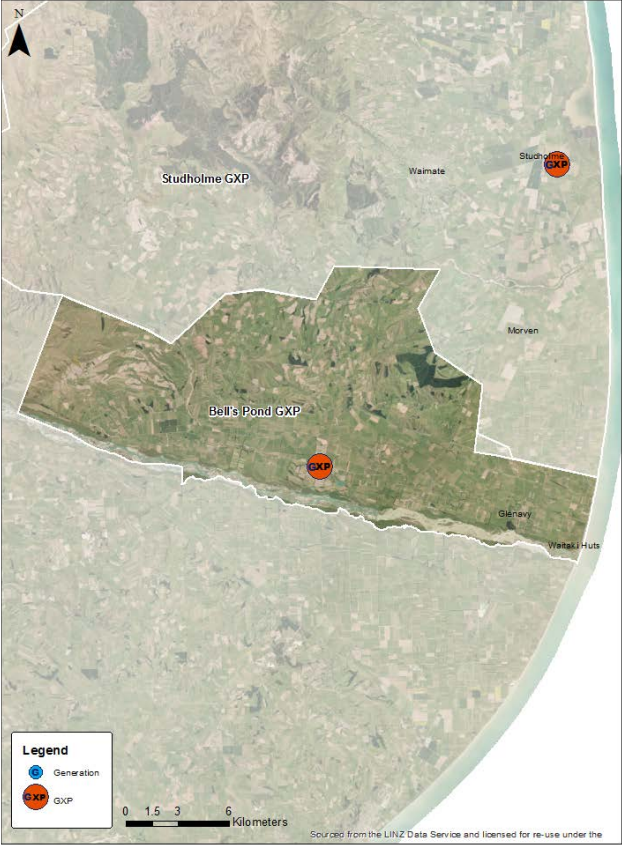 N
Studholme
GXP
Studholme GXP
Waimate
Morven
Bell's Pond GXP
GXP
Glenavy
Waitaki Huts
Legend
G Generation
GXP GXP
0 1.5 3 6
Kilometers
Sourced from the LINZ Data Service and licensed for re-use under the